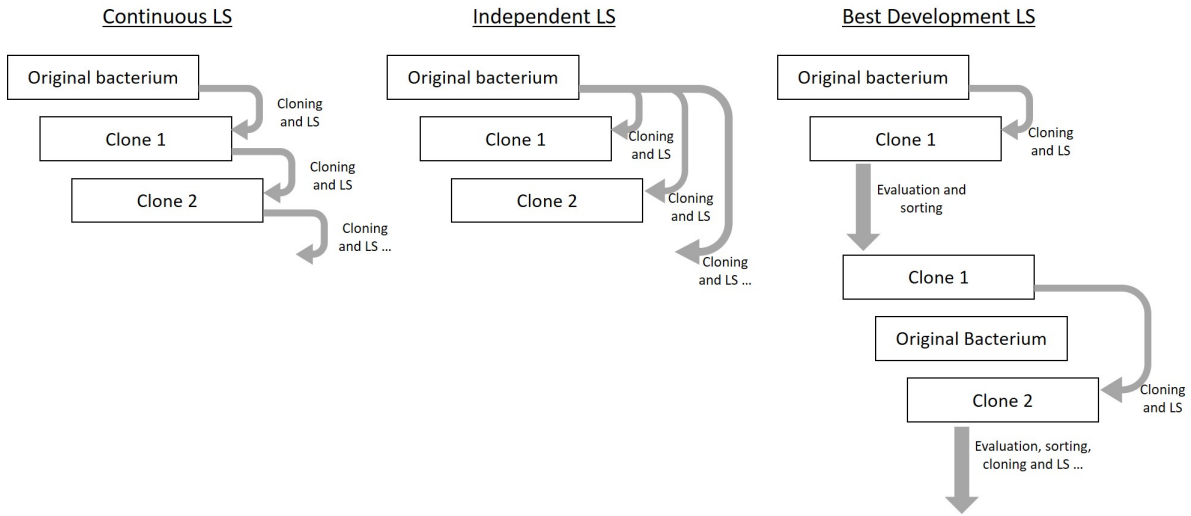 Continuous LS
Original bacterium
Cloning
and LS
Clone 1
Cloning
and LS
Clone 2
Cloning
and LS ...
Independent LS
Original bacterium
Clone 1
Cloning
and LS
Clone 2
Cloning
and LS
Cloning
and LS ...
Best Development LS
Original bacterium
Clone 1
Cloning
and LS
Evaluation and
sorting
Clone 1
Original Bacterium
Clone 2
Cloning
and LS
Evaluation, sorting,
cloning and LS ...